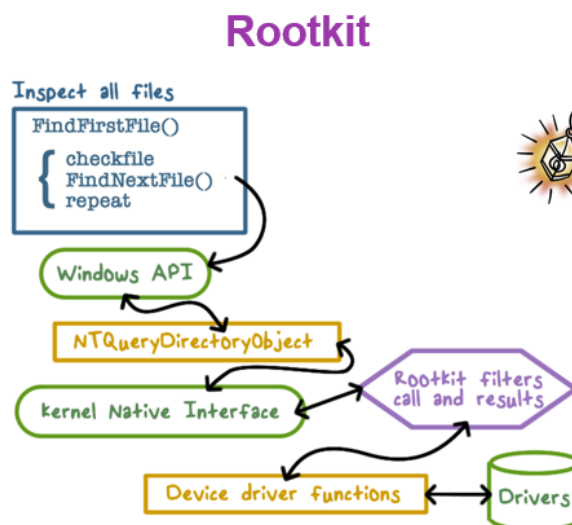 Rootkit
Inspect all files
FindFirstFile()
checkfile
FindNextFile()
repeat
Windows API
NTQueryDirectoryObject
Kernel Native Interface
Rootkit filters
call and results
Device driver functions
Drivers